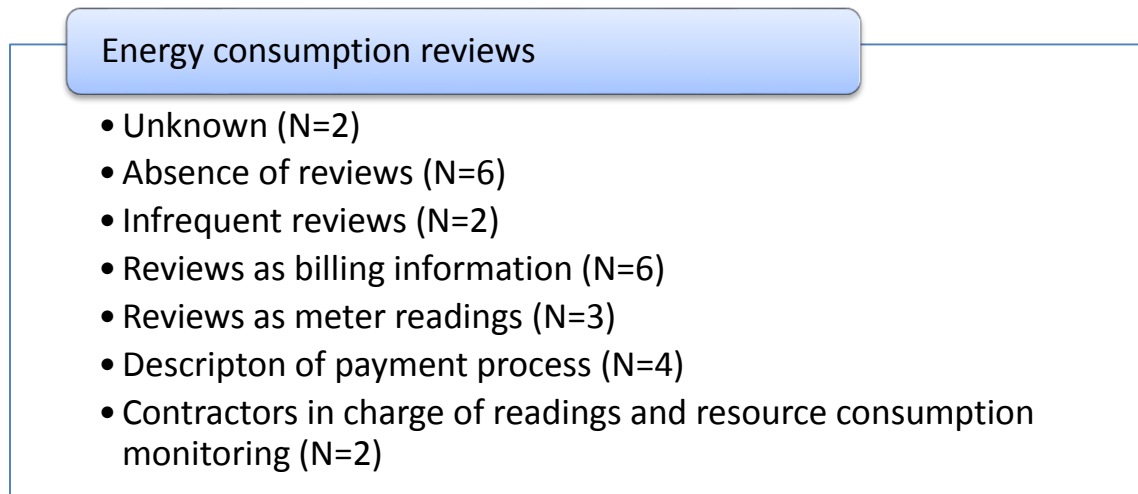 Energy consumption reviews
• Unknown (N=2)
• Absence of reviews (N=6)
• Infrequent reviews (N=2)
• Reviews as billing information (N=6)
• Reviews as meter readings (N=3)
• Descripton of payment process (N=4)
• Contractors in charge of readings and resource consumption
monitoring (N=2)